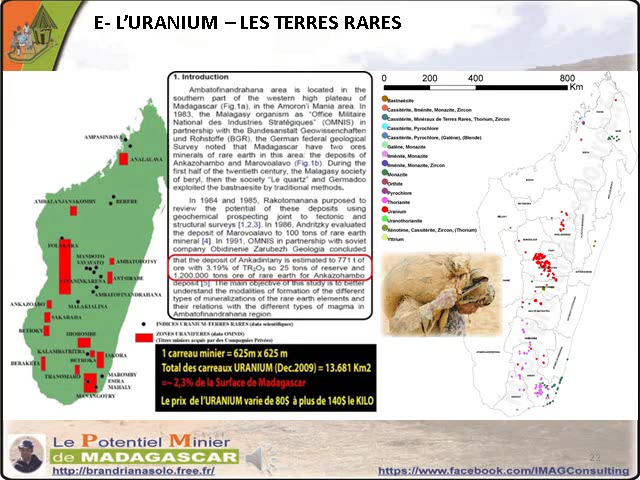 E- L'URANIUM – LES TERRES RARES
1. Introduction
Ambatofinandrahana area is located in the
southern part of the western high plateau of
Madagascar (Fig.1a), in the Amoron'i Mania area. In
1983, the Malagasy organism as "Office Militaire
National des Industries Stratégiques" (OMNIS) in
partnership with the Bundesanstalt Geowissenschaften
und Rohstoffe (BGR), the German federal geological
Survey noted that Madagascar have two ores
minerals of rare earth in this area: the deposits of
Ankazohambo and Marovoalavo (Fig.1b). During the
first half of the twentieth century, the Malagasy society
of beryl, then the society "Le quartz" and Germadco
exploited the bastnaesite by traditional methods.
In 1984 and 1985, Rakotomanana purposed to
review the potential of these deposits using
geochemical prospecting joint to tectonic and
structural surveys [1,2,3]. In 1986, Andritzky evaluated
the deposit of Marovoalavo to 100 tons of rare earth
mineral [4]. In 1991, OMNIS in partnership with soviet
company Obidinenie Zarubezh Geologia concluded
that the deposit of Ankadintany is estimated to 771 t of
ore with 3.19% of TR₂O₃ so 25 tons of reserve and
1,200,000 tons ore of rare earth for Ankazohambo
deposit [5]. The main objective of this study is to better
understand the modalities of formation of the different
types of mineralizations of the rare earth elements and
their relations with the different types of magma in
Ambatofinandrahana region.
AMPASINDAVA
ANALALAVA
AMBALANJANAKOMBY
BEBERE
FOLAKARA
MANDOTO
VAVAVATO
AMBATOFOTSY
VINANINKARENA
ANTSIRABE
AMBATOFINANDRAHANA
ANKAZOABO
MALAKIALINA
SAKARAHA
BETROKY
IHOROMBE
KALAMBATRITRA
IAKORA
BEHAKETA
BETROKA
TRANOMARO
MAROMBY
ESIRA
MAHALY
MANANGOTRY
INDICES URANIUM-TERRES RARES (data scientifiques)
ZONES URANIFERES (data OMNIS)
(Titres miniers acquis par des Compagnies Privées)
1 carreau minier = 625m x 625 m
Total des carreaux URANIUM (Dec.2009) = 13.681 Km2
=~ 2,3% de la Surface de Madagascar
Le prix de l'URANIUM varie de 80$ à plus de 140$ le KILO
0 200 400 800
Km
Bastnaésite
Cassitérite, Ilménite, Monazite, Zircon
Cassitérite, Minéraux de Terres Rares, Thorium, Zircon
Cassitérite, Pyrochlore
Cassitérite, Pyrochlore, (Galène), (Blende)
Galène, Monazite
Ilménite, Monazite
Ilménite, Monazite, Zircon
Monazite
Orthite
Pyrochlore
Thorianite
Uranium
Uranothorianite
Wavotinoe, Cassitérite, Zircon, (Thorium)
Yttrium
22
Le Potentiel Minier
de MADAGASCAR
http://brandrianasolo.free.fr/
https://www.facebook.com/IMAGConsulting